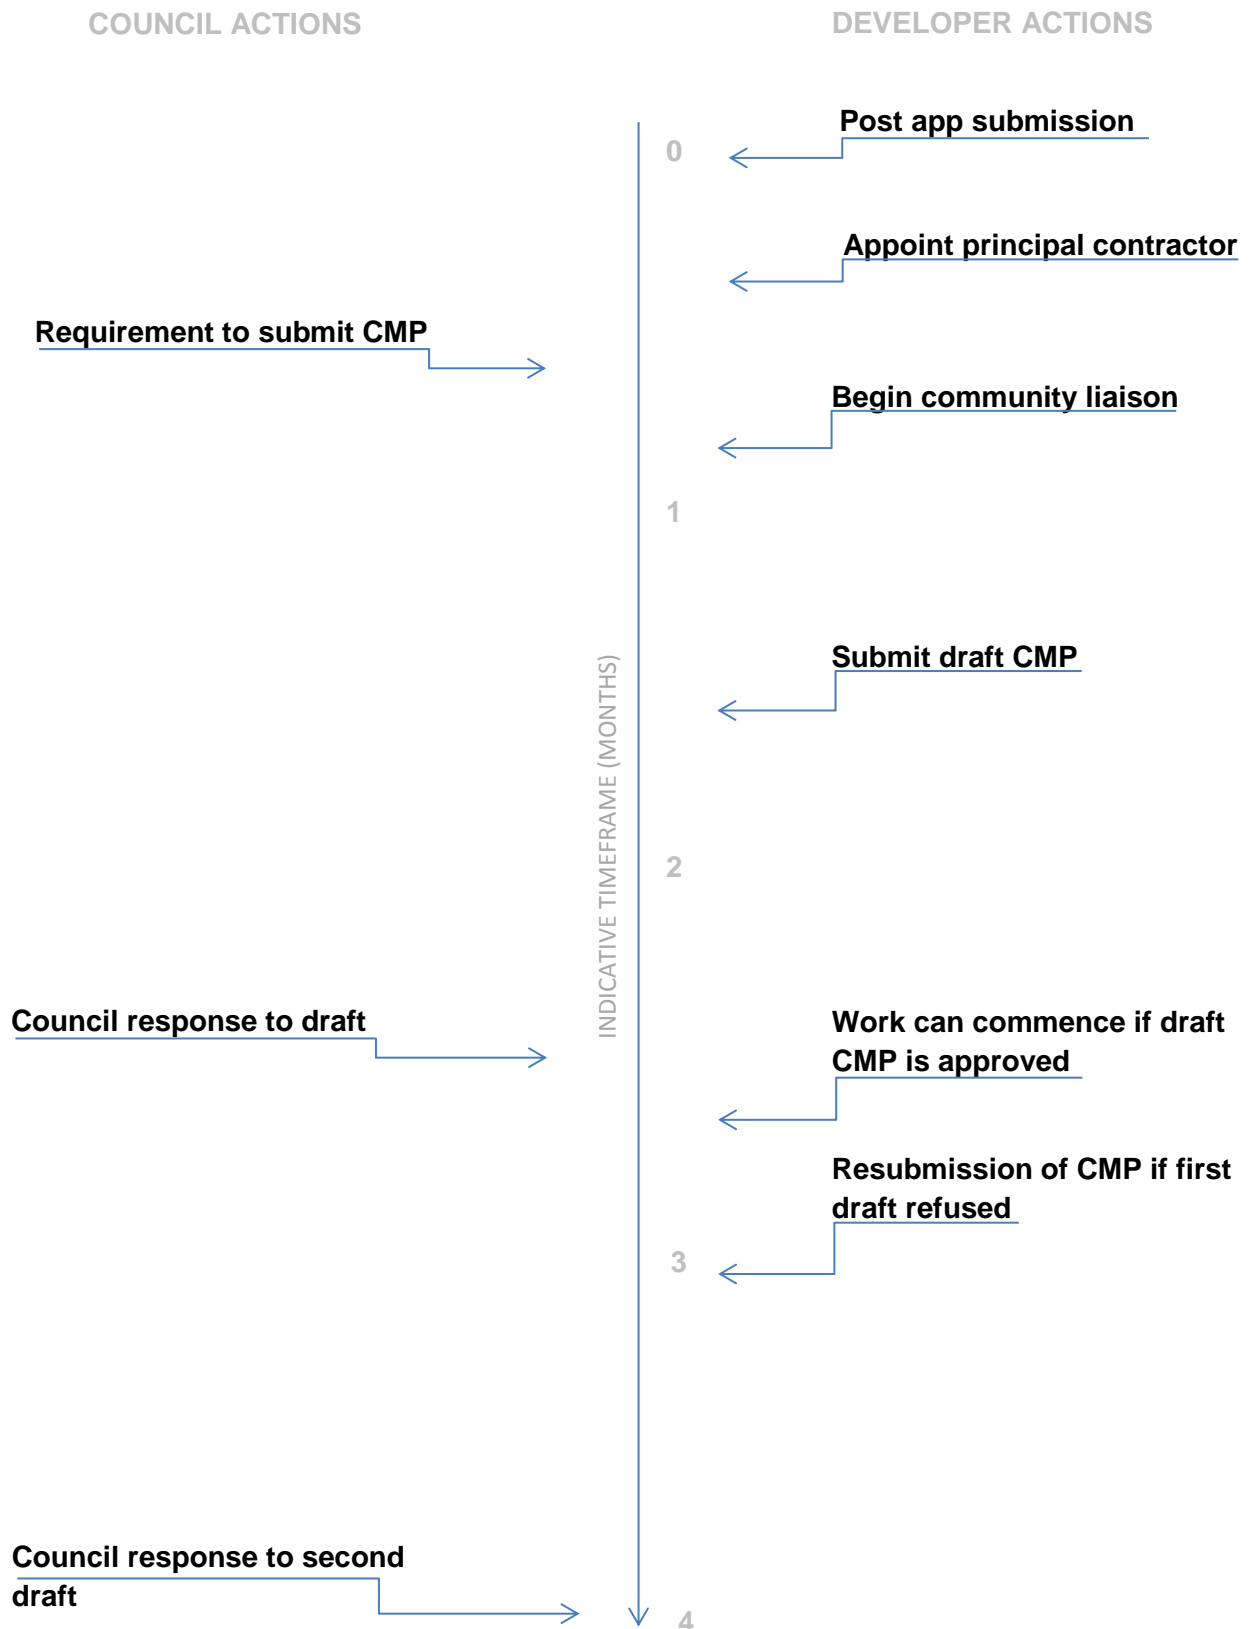 COUNCIL ACTIONS
DEVELOPER ACTIONS
Post app submission
0
Appoint principal contractor
Requirement to submit CMP
Begin community liaison
1
Submit draft CMP
INDICATIVE TIMEFRAME (MONTHS)
2
Council response to draft
Work can commence if draft
CMP is approved
Resubmission of CMP if first
draft refused
3
Council response to second
draft
4